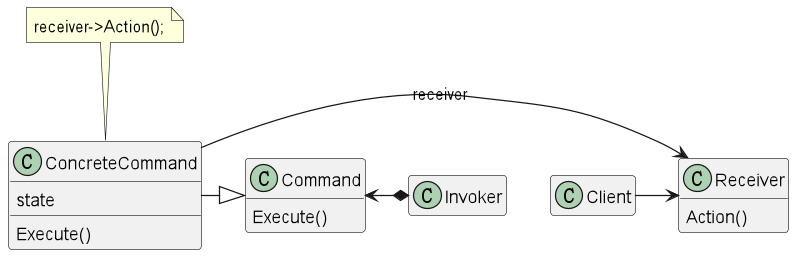 receiver->Action();
receiver
C ConcreteCommand
state
Execute()
C Command
Execute()
C Invoker
C Client
C Receiver
Action()